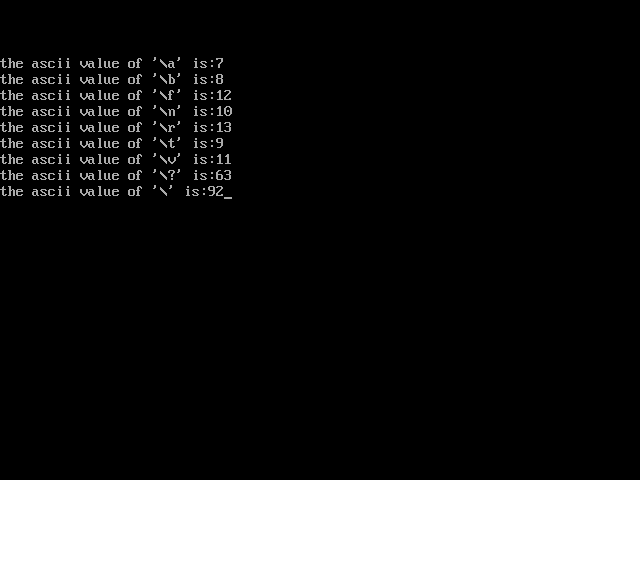 the ascii value of '\a' is:7
the ascii value of '\b' is:8
the ascii value of '\f' is:12
the ascii value of '\n' is:10
the ascii value of '\r' is:13
the ascii value of '\t' is:9
the ascii value of '\v' is:11
the ascii value of '\?' is:63
the ascii value of '\' is:92_